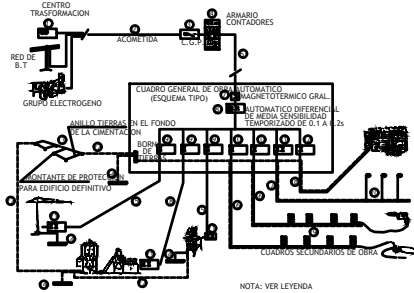 CENTRO
TRASFORMACION
ARMARIO
CONTADORES
ACOMETIDA
C.G.P.
RED DE
B.T
GRUPO ELECTROGENO
CUADRO GENERAL DE OBRA
(ESQUEMA TIPO)
AUTOMATICO
MAGNETOTERMICO GRAL.
AUTOMATICO DIFERENCIAL
DE MEDIA SENSIBILIDAD
TEMPORIZADO DE 0.1 A 0.2s
ANILLO TIERRAS EN EL FONDO
DE LA CIMENTACION
BORN
DE
TIERRAS
MONTANTE DE PROTECCION
PARA EDIFICIO DEFINITIVO
CUADROS SECUNDARIOS DE OBRA
NOTA: VER LEYENDA